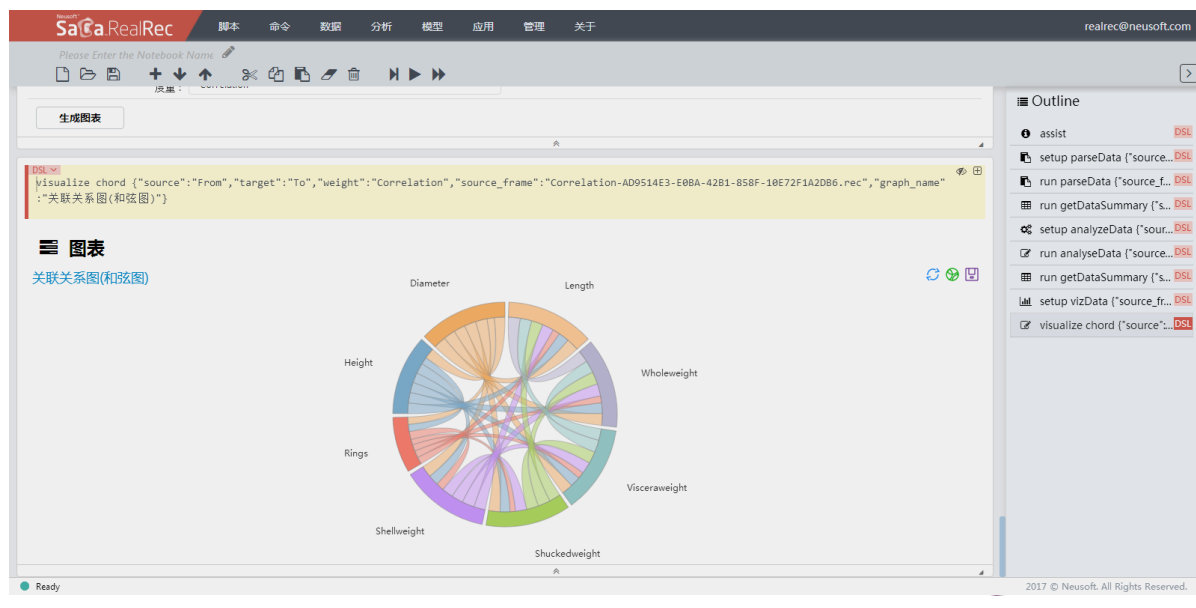 Neusoft
SaCa.RealRec
脚本 命令 数据 分析 模型 应用 管理 关于
realrec@neusoft.com
Please Enter the Notebook Name
度量： Correlation
生成图表
DSL
visualize chord {"source":"From","target":"To","weight":"Correlation","source_frame":"Correlation-AD9514E3-E0BA-42B1-858F-10E72F1A2DB6.rec","graph_name"
:"关联关系图(和弦图)"}
图表
关联关系图(和弦图)
Diameter
Length
Height
Wholeweight
Rings
Visceraweight
Shellweight
Shuckedweight
Outline
assist DSL
setup parseData {"source... DSL
run parseData {"source_f... DSL
run getDataSummary {"s... DSL
setup analyzeData {"sour... DSL
run analyseData {"source... DSL
run getDataSummary {"s... DSL
setup vizData {"source_fr... DSL
visualize chord {"source":... DSL
Ready
2017 © Neusoft. All Rights Reserved.